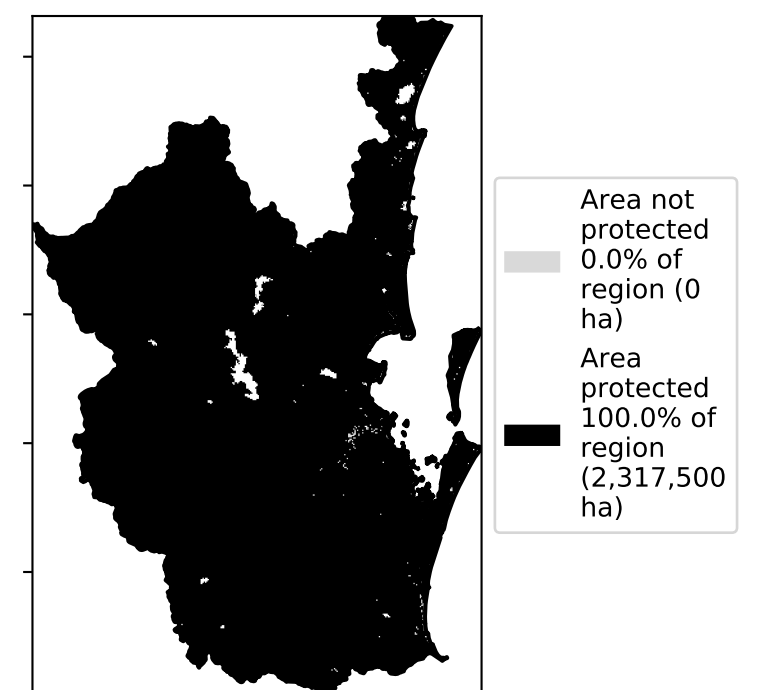 Area not
protected
0.0% of
region (0
ha)
Area
protected
100.0% of
region
(2,317,500
ha)